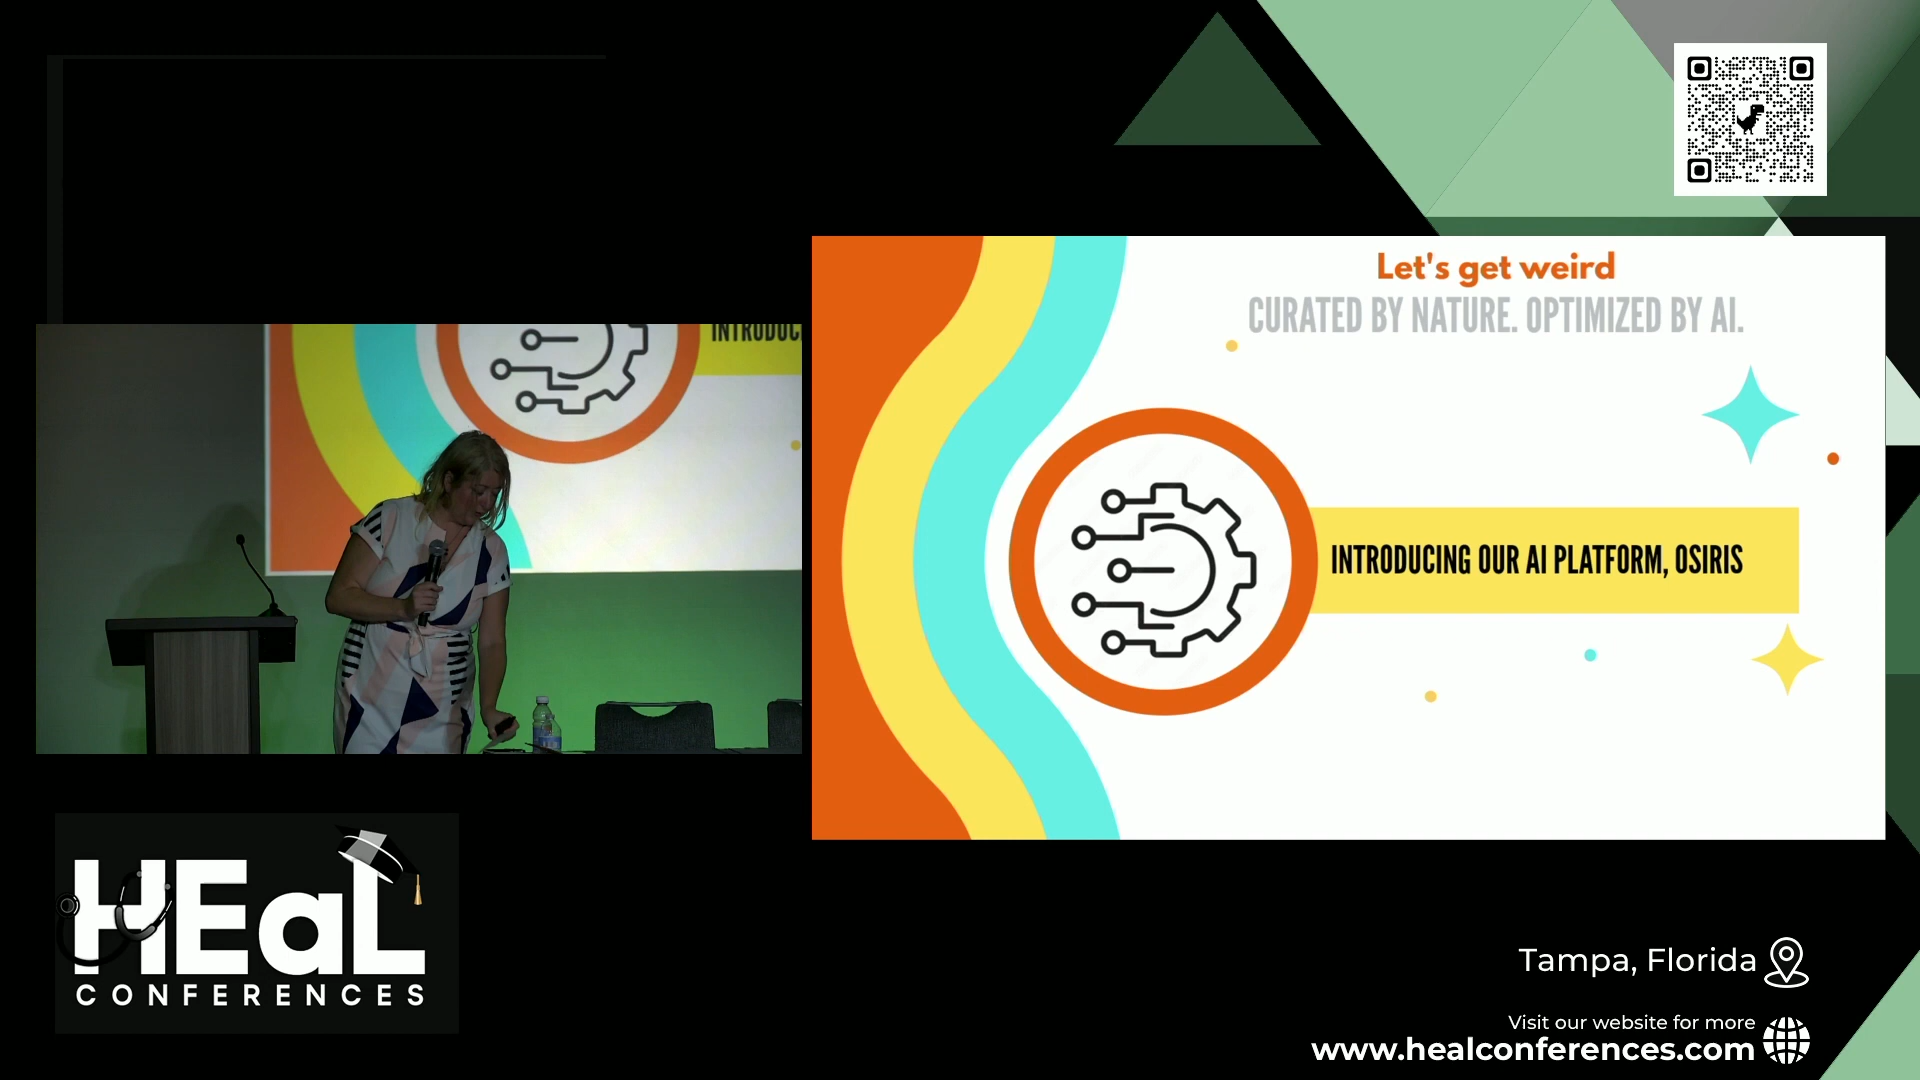 Let's get weird
CURATED BY NATURE. OPTIMIZED BY AI.
INTRODUC
INTRODUCING OUR AI PLATFORM, OSIRIS
HEaL
CONFERENCES
Tampa, Florida
Visit our website for more
www.healconferences.com